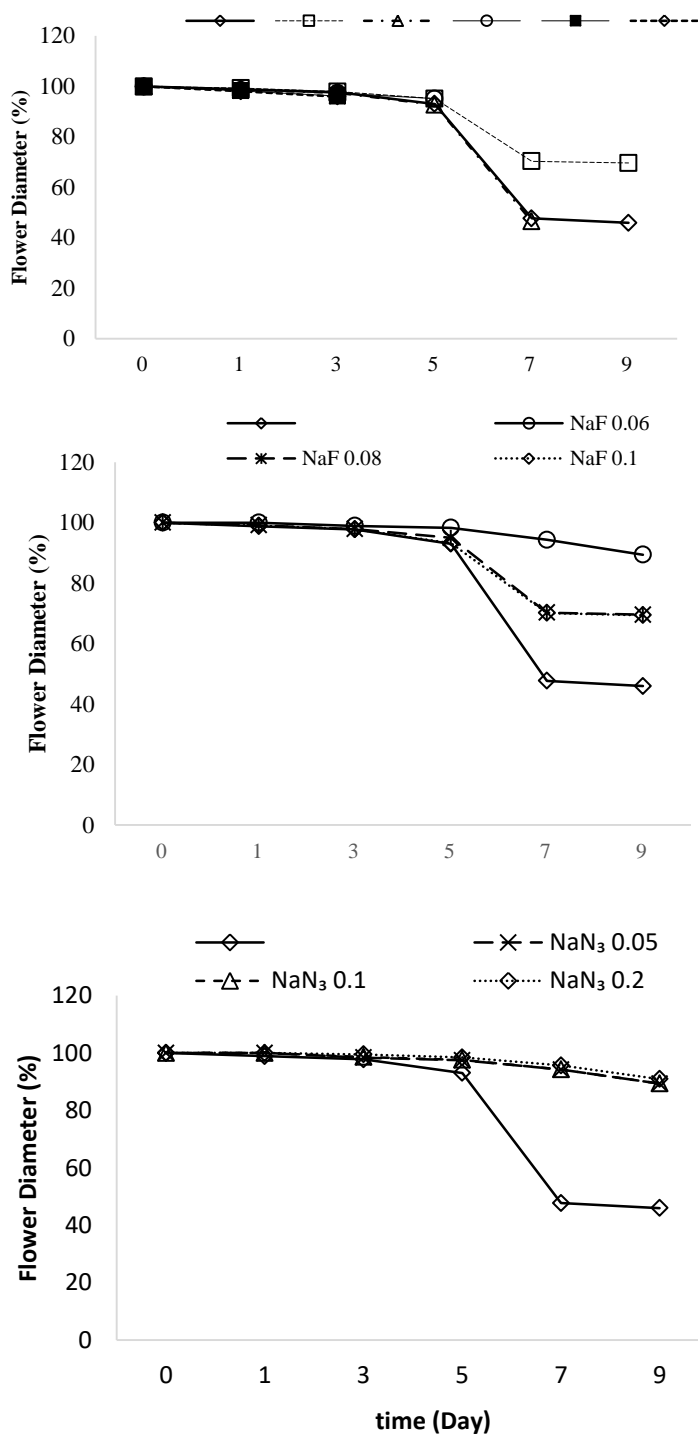 120
100
80
60
40
20
0
Flower Diameter (%)
0 1 3 5 7 9
NaF 0.06
NaF 0.08 NaF 0.1
120
100
80
60
40
20
0
Flower Diameter (%)
0 1 3 5 7 9
NaN₃ 0.05
NaN₃ 0.1 NaN₃ 0.2
120
100
80
60
40
20
0
Flower Diameter (%)
0 1 3 5 7 9
time (Day)